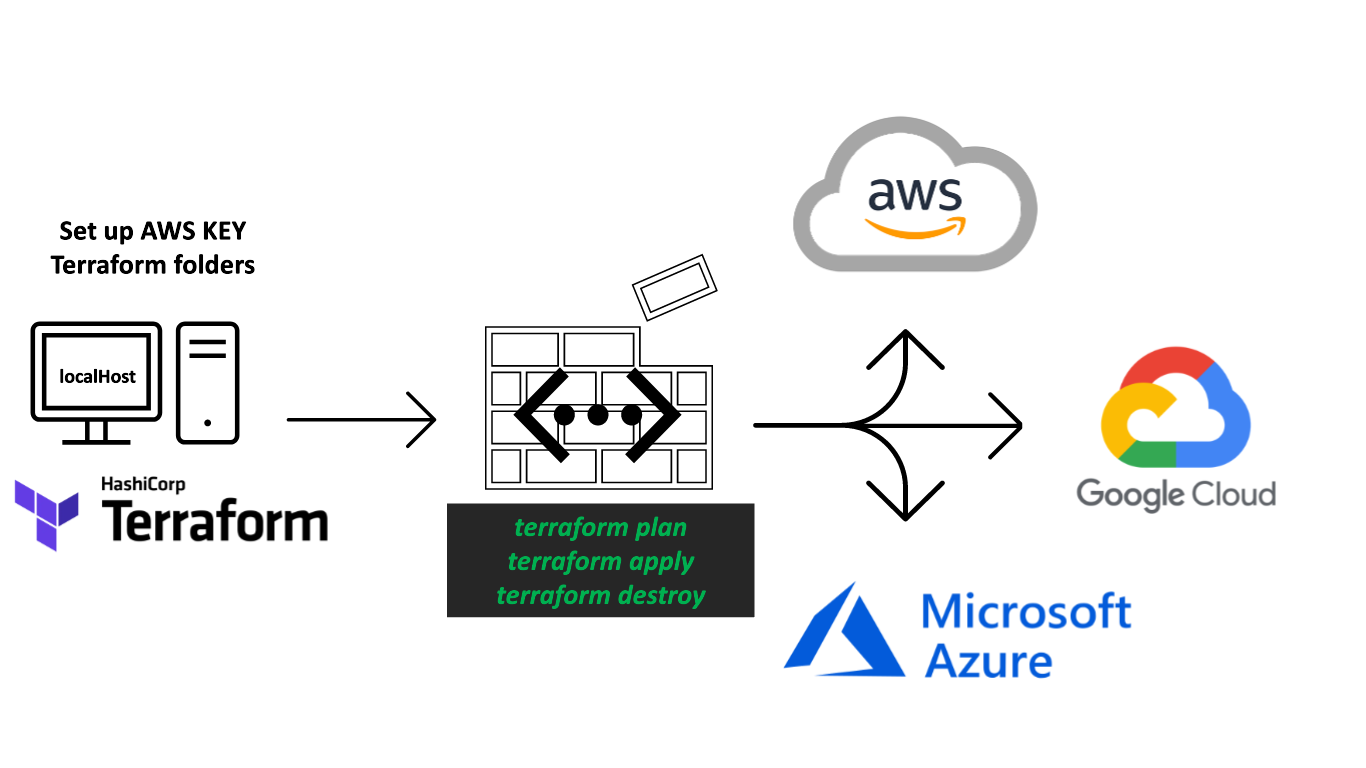 Set up AWS KEY
Terraform folders
localHost
HashiCorp
Terraform
terraform plan
terraform apply
terraform destroy
aws
Google Cloud
Microsoft
Azure